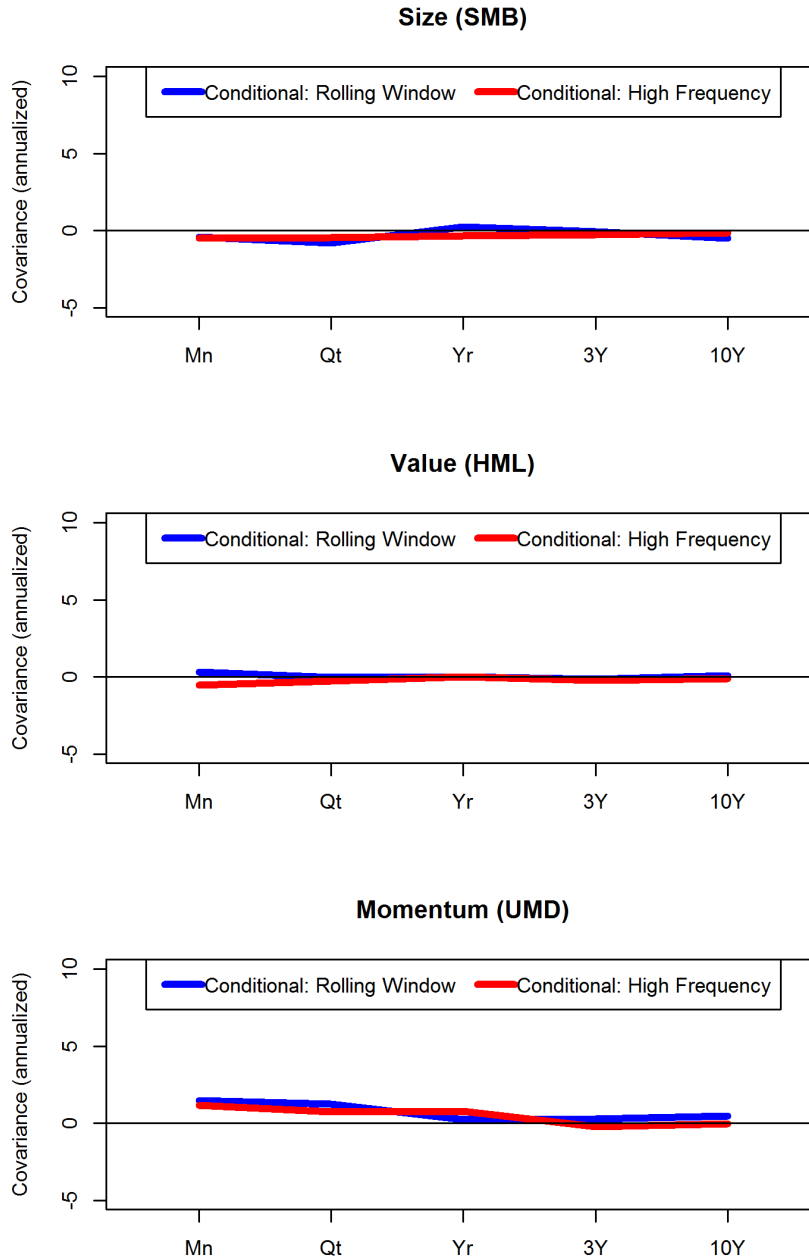 Size (SMB)
Conditional: Rolling Window Conditional: High Frequency
Covariance (annualized)
10
5
0
-5
Mn Qt Yr 3Y 10Y
Value (HML)
Conditional: Rolling Window Conditional: High Frequency
Covariance (annualized)
10
5
0
-5
Mn Qt Yr 3Y 10Y
Momentum (UMD)
Conditional: Rolling Window Conditional: High Frequency
Covariance (annualized)
10
5
0
-5
Mn Qt Yr 3Y 10Y